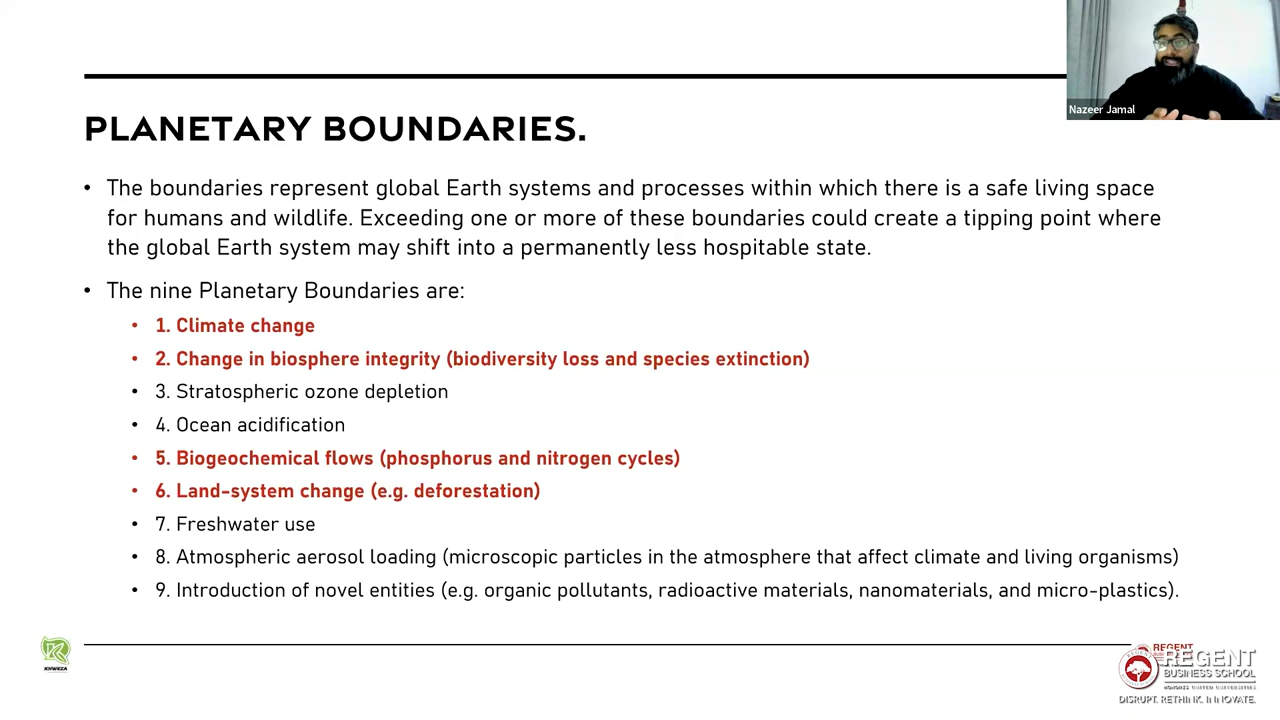 Nazeer Jamal
PLANETARY BOUNDARIES.
• The boundaries represent global Earth systems and processes within which there is a safe living space
for humans and wildlife. Exceeding one or more of these boundaries could create a tipping point where
the global Earth system may shift into a permanently less hospitable state.
• The nine Planetary Boundaries are:
• 1. Climate change
• 2. Change in biosphere integrity (biodiversity loss and species extinction)
• 3. Stratospheric ozone depletion
• 4. Ocean acidification
• 5. Biogeochemical flows (phosphorus and nitrogen cycles)
• 6. Land-system change (e.g. deforestation)
• 7. Freshwater use
• 8. Atmospheric aerosol loading (microscopic particles in the atmosphere that affect climate and living organisms)
• 9. Introduction of novel entities (e.g. organic pollutants, radioactive materials, nanomaterials, and micro-plastics).
KHWEZA
REGENT
REGENT
BUSINESS SCHOOL
HONORIS UNITED UNIVERSITIES
DISRUPT. RETHINK. INNOVATE.